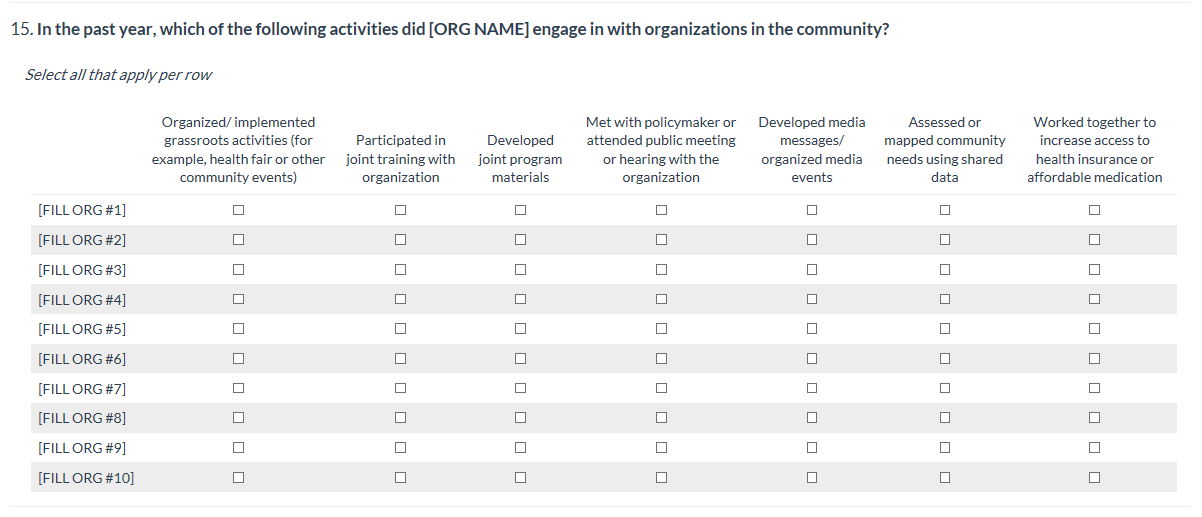 15. In the past year, which of the following activities did [ORG NAME] engage in with organizations in the community?
Select all that apply per row
Organized/ implemented
grassroots activities (for
example, health fair or other
community events)
Participated in
joint training with
organization
Developed
joint program
materials
Met with policymaker or
attended public meeting
or hearing with the
organization
Developed media
messages/
organized media
events
Assessed or
mapped community
needs using shared
data
Worked together to
increase access to
health insurance or
affordable medication
[FILL ORG #1]
[FILL ORG #2]
[FILL ORG #3]
[FILL ORG #4]
[FILL ORG #5]
[FILL ORG #6]
[FILL ORG #7]
[FILL ORG #8]
[FILL ORG #9]
[FILL ORG #10]